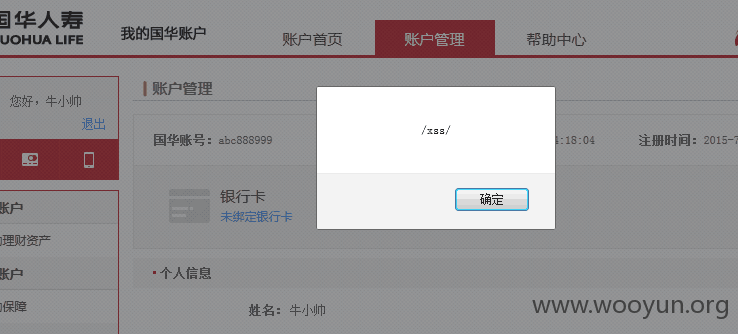 国华人寿
GUOHUA LIFE
我的国华账户
账户首页
账户管理
帮助中心
您好，牛小帅
退出
账户管理
国华账号：abc888999
4:18:04
注册时间：2015-7
/xss/
确定
银行卡
未绑定银行卡
账户
理财资产
账户
保障
个人信息
姓名：牛小帅
www.wooyun.org